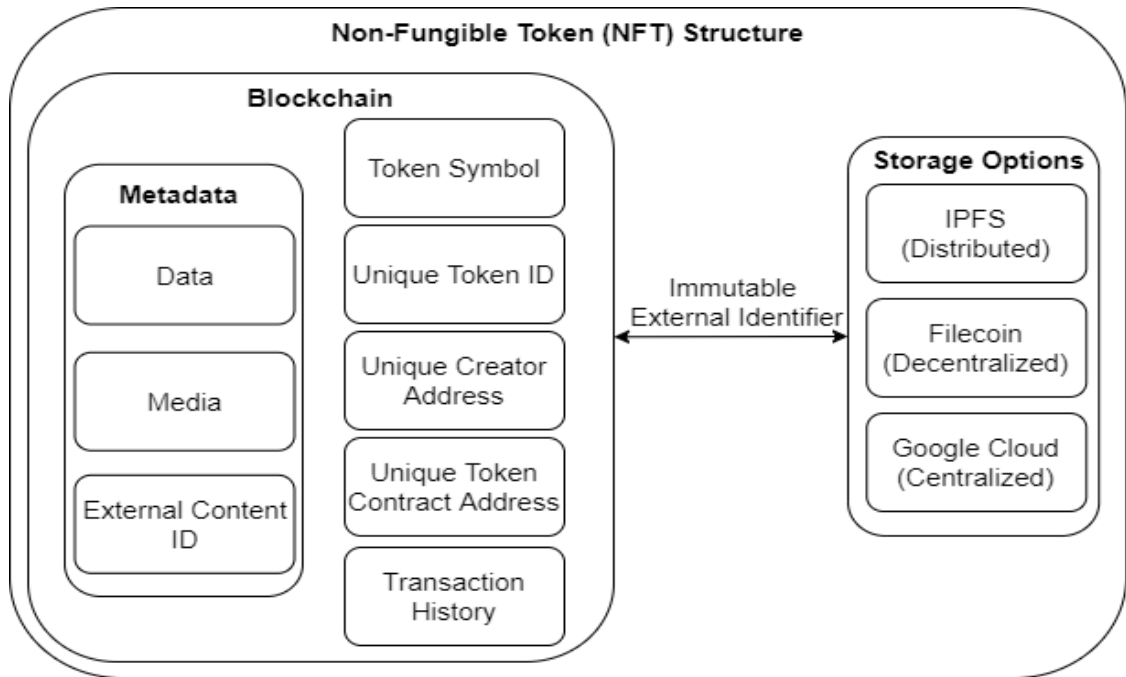 Non-Fungible Token (NFT) Structure
Blockchain
Metadata
Data
Media
External Content
ID
Token Symbol
Unique Token ID
Unique Creator
Address
Unique Token
Contract Address
Transaction
History
Immutable
External Identifier
Storage Options
IPFS
(Distributed)
Filecoin
(Decentralized)
Google Cloud
(Centralized)